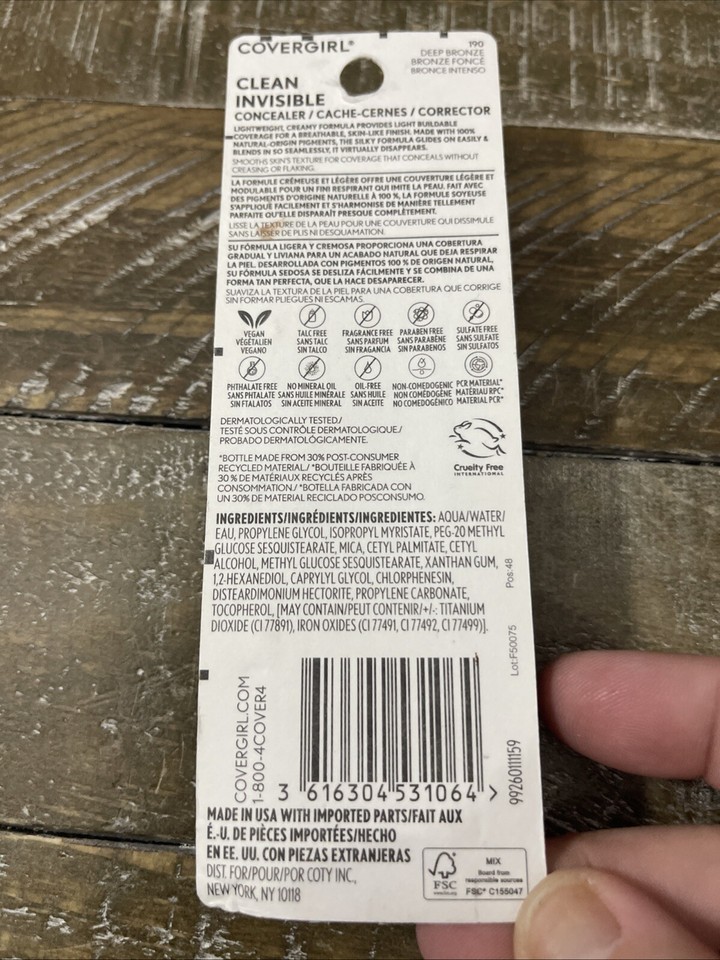 COVERGIRL®
190
DEEP BRONZE
BRONZE FONCÉ
BRONCE INTENSO
CLEAN
INVISIBLE
CONCEALER / CACHE-CERNES / CORRECTOR
LIGHTWEIGHT, CREAMY FORMULA PROVIDES LIGHT BUILDABLE
COVERAGE FOR A BREATHABLE, SKIN-LIKE FINISH. MADE WITH 100%
NATURAL-ORIGIN PIGMENTS, THE SILKY FORMULA GLIDES ON EASILY &
BLENDS IN SO SEAMLESSLY, IT VIRTUALLY DISAPPEARS.
SMOOTHS SKIN'S TEXTURE FOR COVERAGE THAT CONCEALS WITHOUT
CREASING OR FLAKING.
LA FORMULE CRÉMEUSE ET LÉGÈRE OFFRE UNE COUVERTURE LÉGÈRE ET
MODULABLE POUR UN FINI RESPIRANT QUI IMITE LA PEAU. FAIT AVEC
DES PIGMENTS D'ORIGINE NATURELLE À 100 %, LA FORMULE SOYEUSE
S'APPLIQUE FACILEMENT ET S'HARMONISE DE MANIÈRE TELLEMENT
PARFAITE QU'ELLE DISPARAÎT PRESQUE COMPLÈTEMENT.
LISSE LA TEXTURE DE LA PEAU POUR UNE COUVERTURE QUI DISSIMULE
SANS LAISSER DE PLIS NI DESQUAMATION.
SU FÓRMULA LIGERA Y CREMOSA PROPORCIONA UNA COBERTURA
GRADUAL Y LIVIANA PARA UN ACABADO NATURAL QUE DEJA RESPIRAR
LA PIEL. DESARROLLADA CON PIGMENTOS 100 % DE ORIGEN NATURAL,
SU FÓRMULA SEDOSA SE DESLIZA FÁCILMENTE Y SE COMBINA DE UNA
FORMA TAN PERFECTA, QUE LA HACE DESAPARECER.
SUAVIZA LA TEXTURA DE LA PIEL PARA UNA COBERTURA QUE CORRIGE
SIN FORMAR PLIEGUES NI ESCAMAS.
VEGAN
VÉGÉTALIEN
VEGANO
TALC FREE
SANS TALC
SIN TALCO
FRAGRANCE FREE
SANS PARFUM
SIN FRAGANCIA
PARABEN FREE
SANS PARABÈNE
SIN PARABENOS
SULFATE FREE
SANS SULFATE
SIN SULFATOS
PHTHALATE FREE
SANS PHTALATE
SIN FTALATOS
NO MINERAL OIL
SANS HUILE MINÉRALE
SIN ACEITE MINERAL
OIL-FREE
SANS HUILE
SIN ACEITE
NON-COMEDOGENIC
NON COMÉDOGÈNE
NO COMEDOGÉNICO
PCR MATERIAL*
MATÉRIAU RPC*
MATERIAL PCR*
DERMATOLOGICALLY TESTED /
TESTÉ SOUS CONTRÔLE DERMATOLOGIQUE /
PROBADO DERMATOLÓGICAMENTE.
*BOTTLE MADE FROM 30% POST-CONSUMER
RECYCLED MATERIAL./ *BOUTEILLE FABRIQUÉE À
30 % DE MATÉRIAUX RECYCLÉS APRÈS
CONSOMMATION./ *BOTELLA FABRICADA CON
UN 30% DE MATERIAL RECICLADO POSCONSUMO.
Cruelty Free
INTERNATIONAL
INGREDIENTS/INGRÉDIENTS/INGREDIENTES: AQUA/WATER/
EAU, PROPYLENE GLYCOL, ISOPROPYL MYRISTATE, PEG-20 METHYL
GLUCOSE SESQUISTEARATE, MICA, CETYL PALMITATE, CETYL
ALCOHOL, METHYL GLUCOSE SESQUISTEARATE, XANTHAN GUM,
1,2-HEXANEDIOL, CAPRYLYL GLYCOL, CHLORPHENESIN,
DISTEARDIMONIUM HECTORITE, PROPYLENE CARBONATE,
TOCOPHEROL, [MAY CONTAIN/PEUT CONTENIR/+/-: TITANIUM
DIOXIDE (CI 77891), IRON OXIDES (CI 77491, CI 77492, CI 77499)].
Pos:48
Lot:F50075
COVERGIRL.COM
1-800-4COVER4
3 616304 531064 >
99260111159
MADE IN USA WITH IMPORTED PARTS/FAIT AUX
É.-U. DE PIÈCES IMPORTÉES/HECHO
EN EE. UU. CON PIEZAS EXTRANJERAS
DIST. FOR/POUR/POR COTY INC.,
NEW YORK, NY 10118
FSC
www.fsc.org
MIX
Board from
responsible sources
FSC® C155047